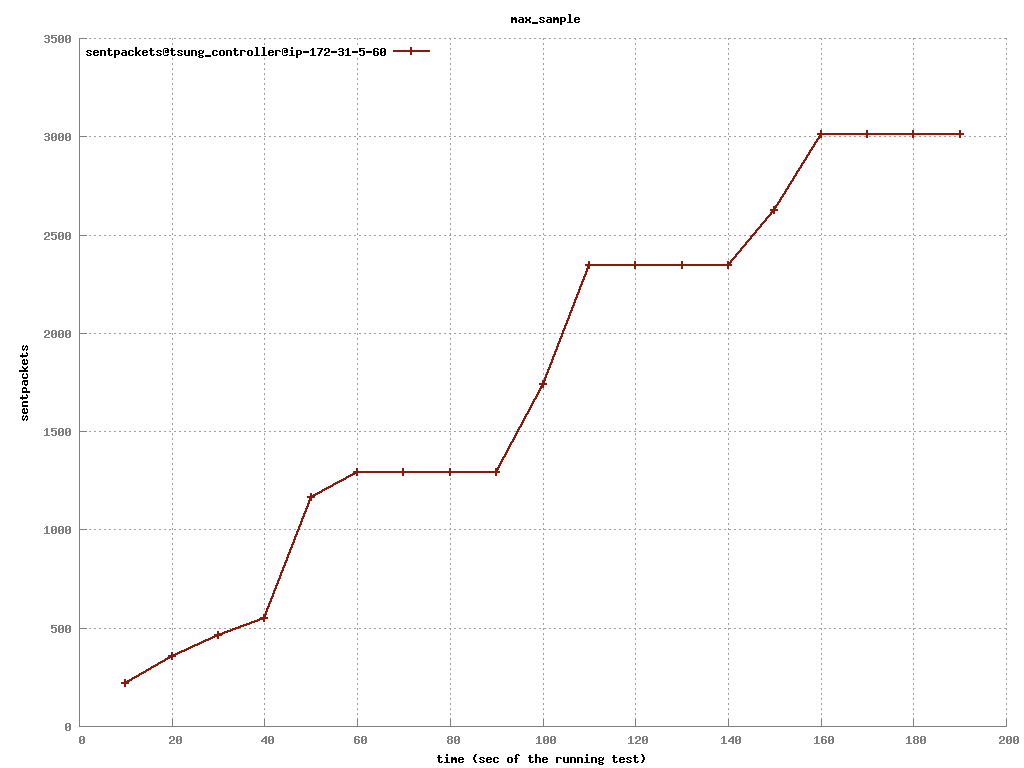 max_sample
3500
sentpackets@tsung_controller@ip-172-31-5-60
3000
2500
2000
1500
1000
500
0
sentpackets
0 20 40 60 80 100 120 140 160 180 200
time (sec of the running test)